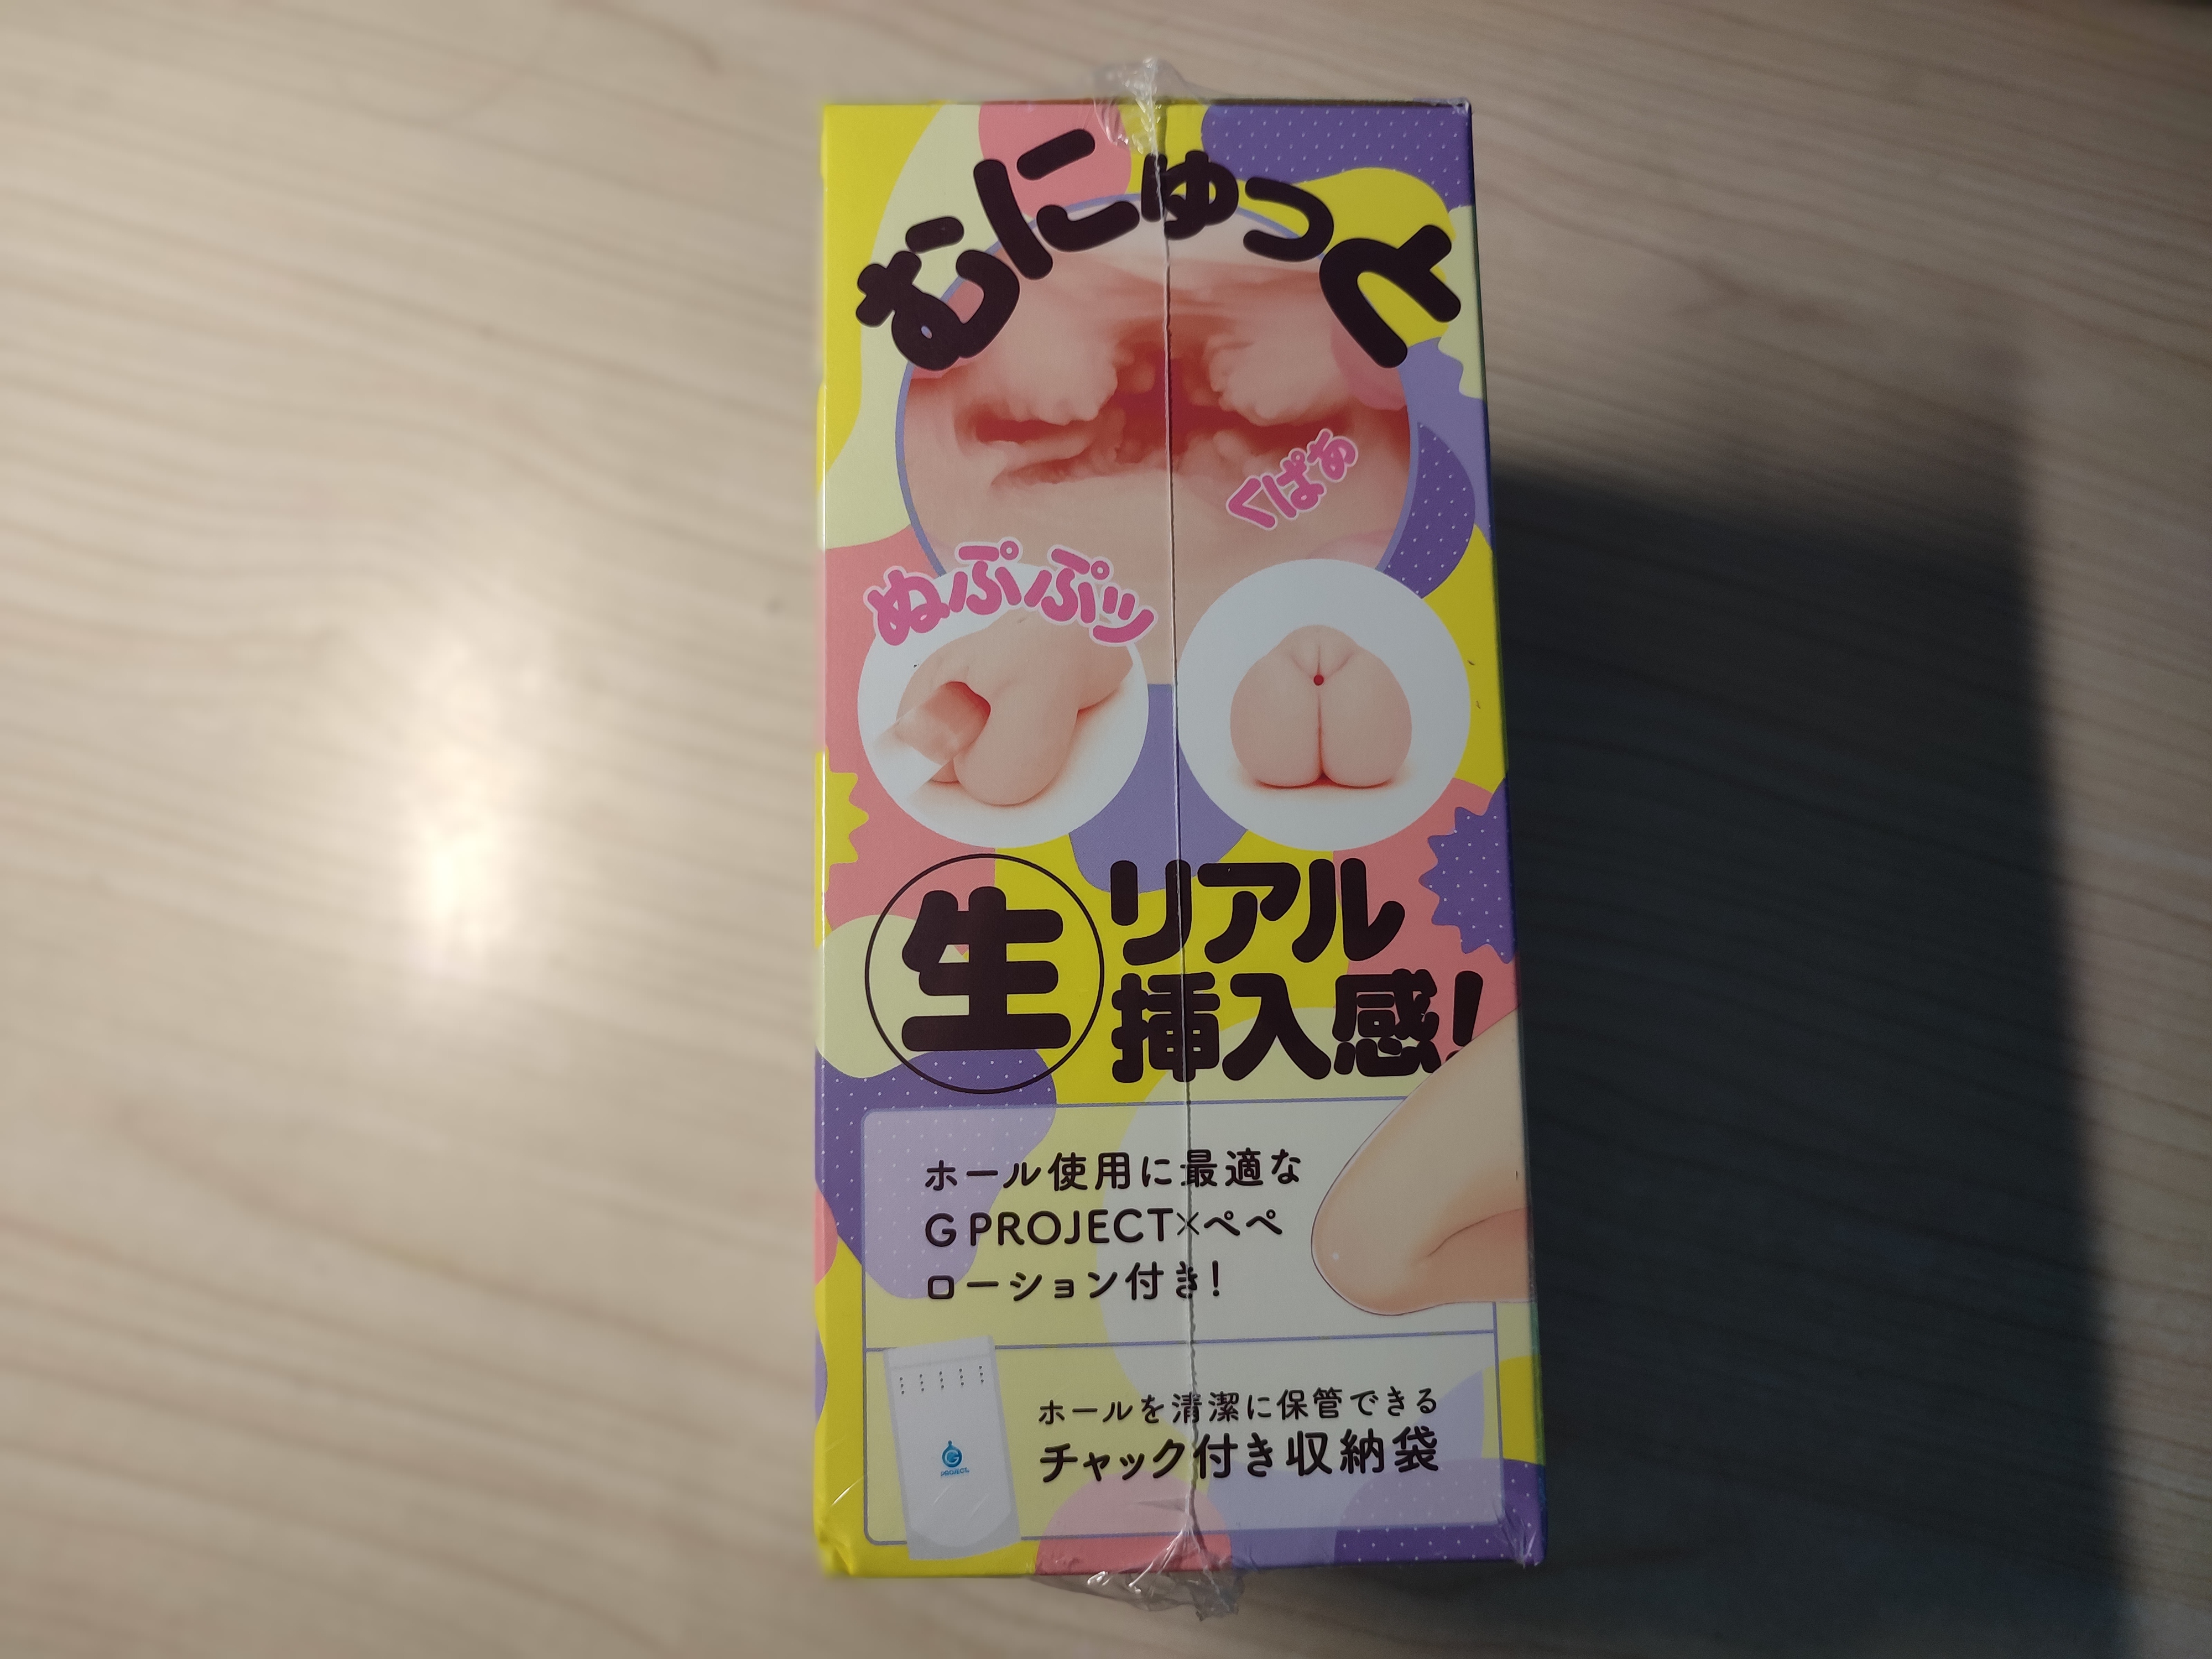 むにゅっと
くぱぁ
ぬぷぷッ
生
リアル
挿入感!
ホール使用に最適な
G PROJECT×ペペ
ローション付き!
G
PROJECT
ホールを清潔に保管できる
チャック付き収納袋